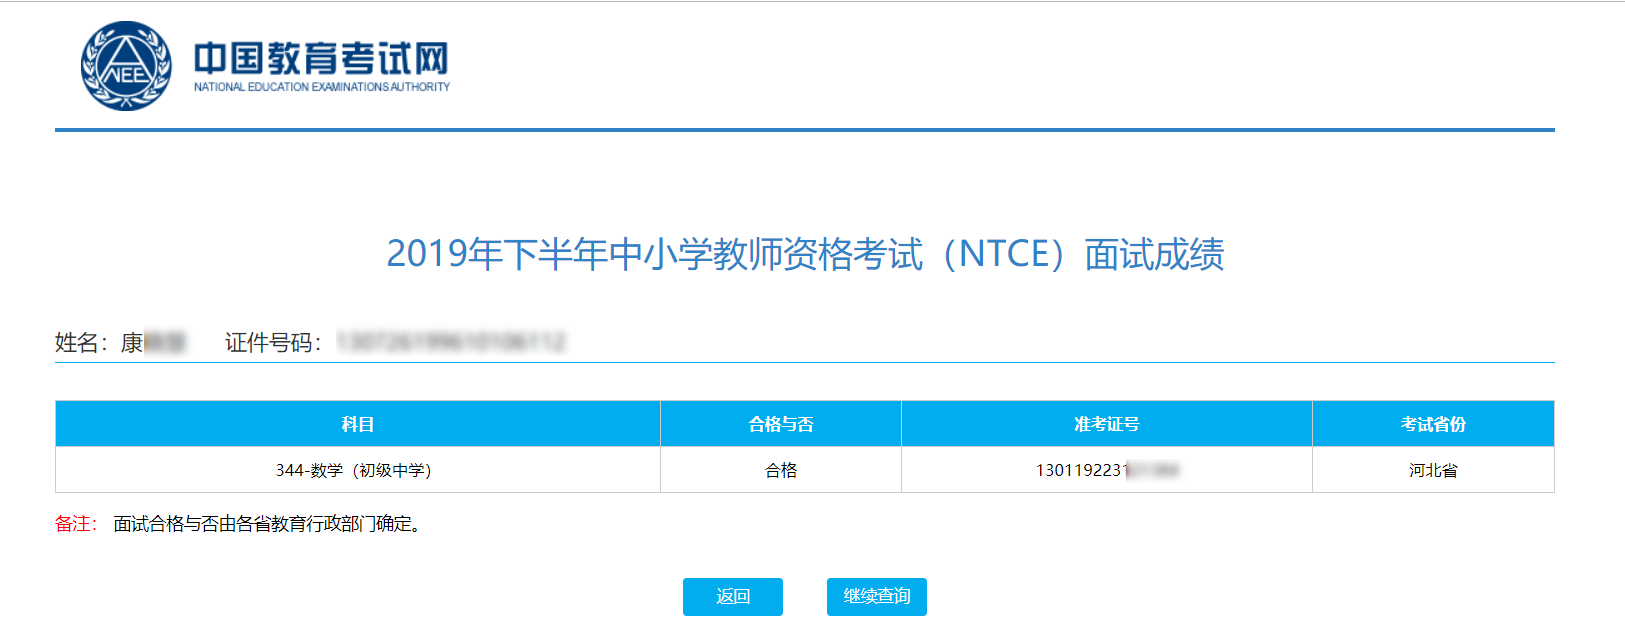 NEE
中国教育考试网
NATIONAL EDUCATION EXAMINATIONS AUTHORITY
2019年下半年中小学教师资格考试（NTCE）面试成绩
姓名：康 证件号码：
科目 合格与否 准考证号 考试省份
344-数学（初级中学） 合格 130119223 河北省
备注： 面试合格与否由各省教育行政部门确定。
返回 继续查询